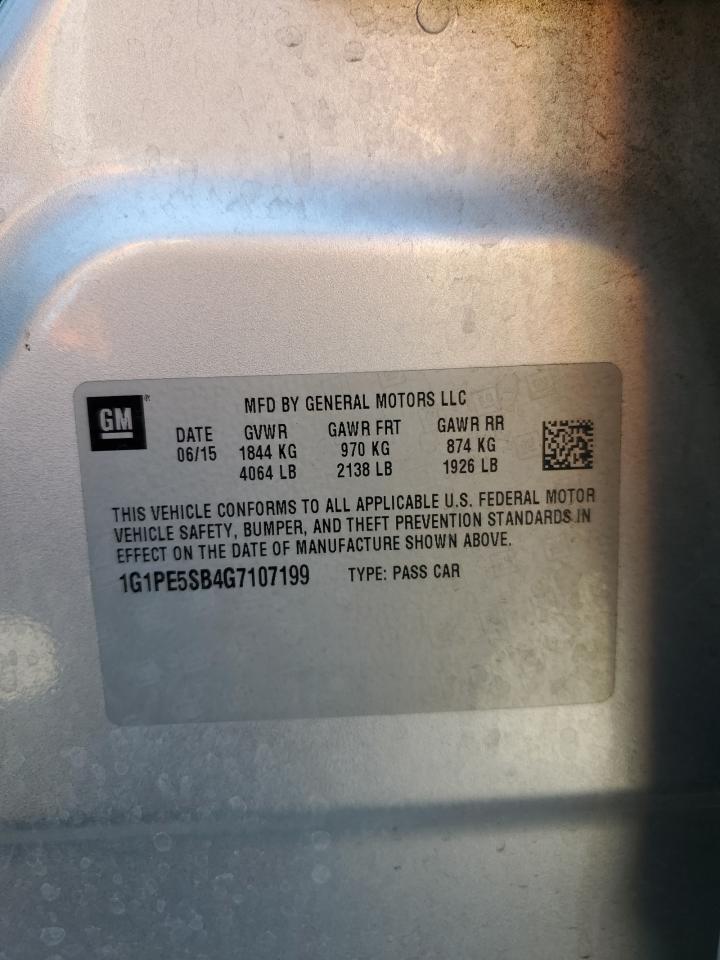 GM
MFD BY GENERAL MOTORS LLC
DATE GVWR GAWR FRT GAWR RR
06/15 1844 KG 970 KG 874 KG
4064 LB 2138 LB 1926 LB
THIS VEHICLE CONFORMS TO ALL APPLICABLE U.S. FEDERAL MOTOR
VEHICLE SAFETY, BUMPER, AND THEFT PREVENTION STANDARDS IN
EFFECT ON THE DATE OF MANUFACTURE SHOWN ABOVE.
1G1PE5SB4G7107199 TYPE: PASS CAR